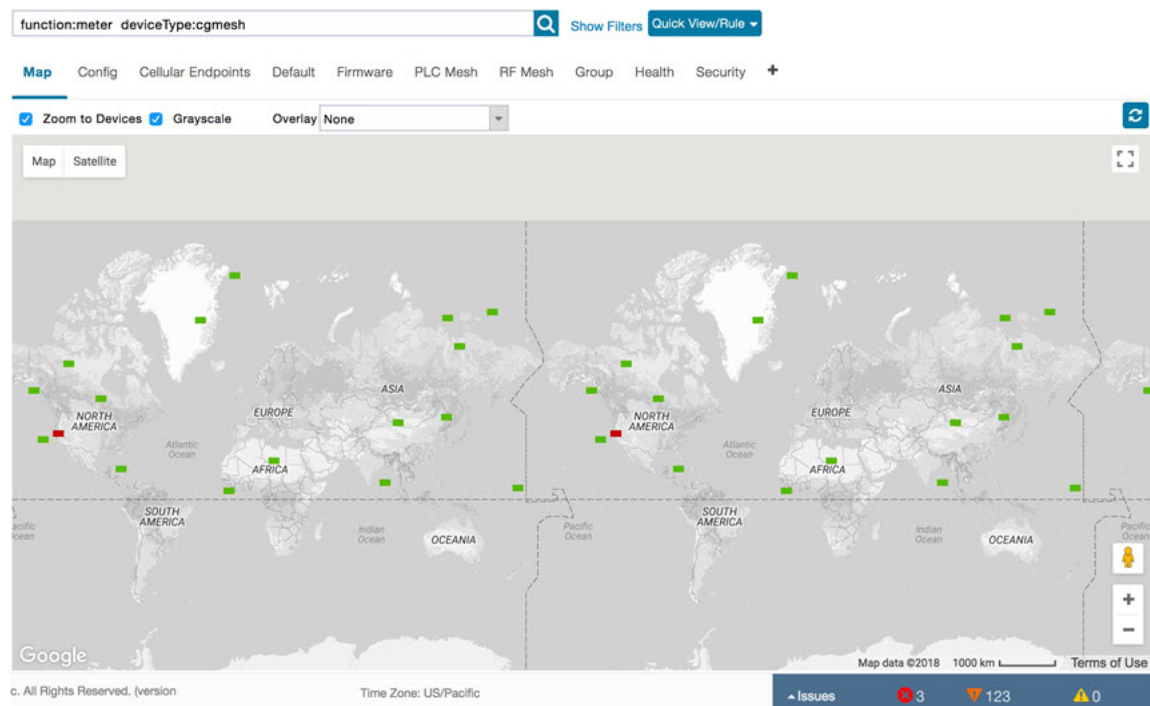 function:meter deviceType:cgmesh
Show Filters
Quick View/Rule
Map Config Cellular Endpoints Default Firmware PLC Mesh RF Mesh Group Health Security +
Zoom to Devices Grayscale Overlay None
Map Satellite
ASIA ASIA
EUROPE EUROPE
NORTH AMERICA NORTH AMERICA
Atlantic Ocean Atlantic Ocean
AFRICA AFRICA
SOUTH AMERICA SOUTH AMERICA
acific Ocean Indian Ocean OCEANIA Pacific Ocean Indian Ocean OCEANIA Pacific Ocean
+
−
Google
Map data ©2018 1000 km Terms of Use
c. All Rights Reserved. (version Time Zone: US/Pacific Issues 3 123 0